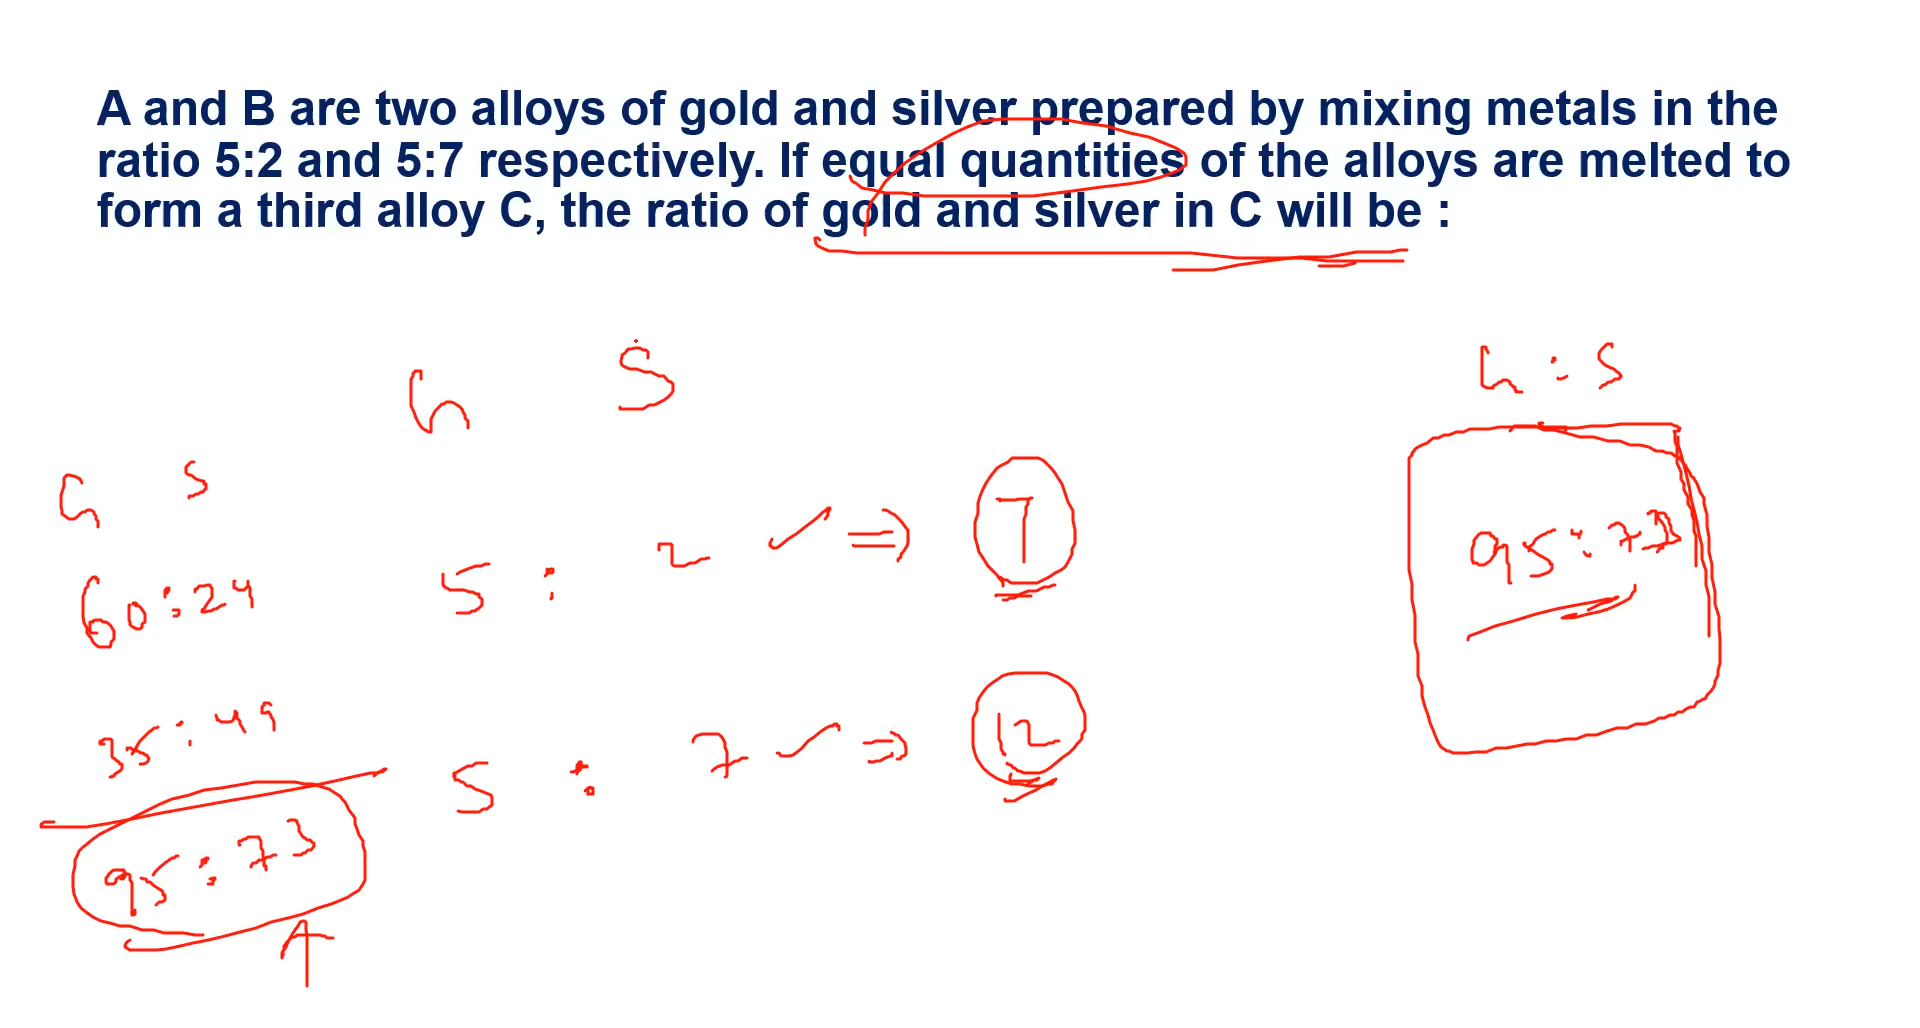 A and B are two alloys of gold and silver prepared by mixing metals in the
ratio 5:2 and 5:7 respectively. If equal quantities of the alloys are melted to
form a third alloy C, the ratio of gold and silver in C will be :
G S
G : S
G S
5 : 2 ⇒ 7
60 : 24
95 : 73
35 : 49
5 : 7 ⇒ 12
95 : 73